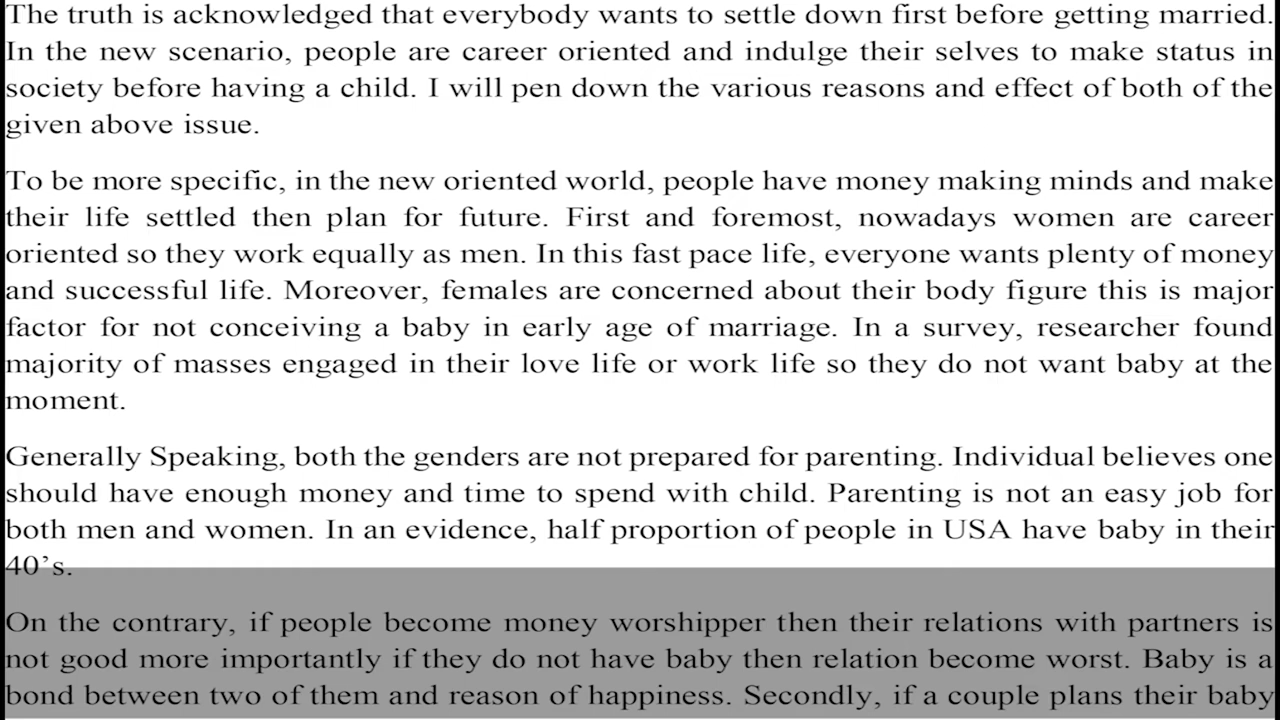 The truth is acknowledged that everybody wants to settle down first before getting married.
In the new scenario, people are career oriented and indulge their selves to make status in
society before having a child. I will pen down the various reasons and effect of both of the
given above issue.
To be more specific, in the new oriented world, people have money making minds and make
their life settled then plan for future. First and foremost, nowadays women are career
oriented so they work equally as men. In this fast pace life, everyone wants plenty of money
and successful life. Moreover, females are concerned about their body figure this is major
factor for not conceiving a baby in early age of marriage. In a survey, researcher found
majority of masses engaged in their love life or work life so they do not want baby at the
moment.
Generally Speaking, both the genders are not prepared for parenting. Individual believes one
should have enough money and time to spend with child. Parenting is not an easy job for
both men and women. In an evidence, half proportion of people in USA have baby in their
40’s.
On the contrary, if people become money worshipper then their relations with partners is
not good more importantly if they do not have baby then relation become worst. Baby is a
bond between two of them and reason of happiness. Secondly, if a couple plans their baby